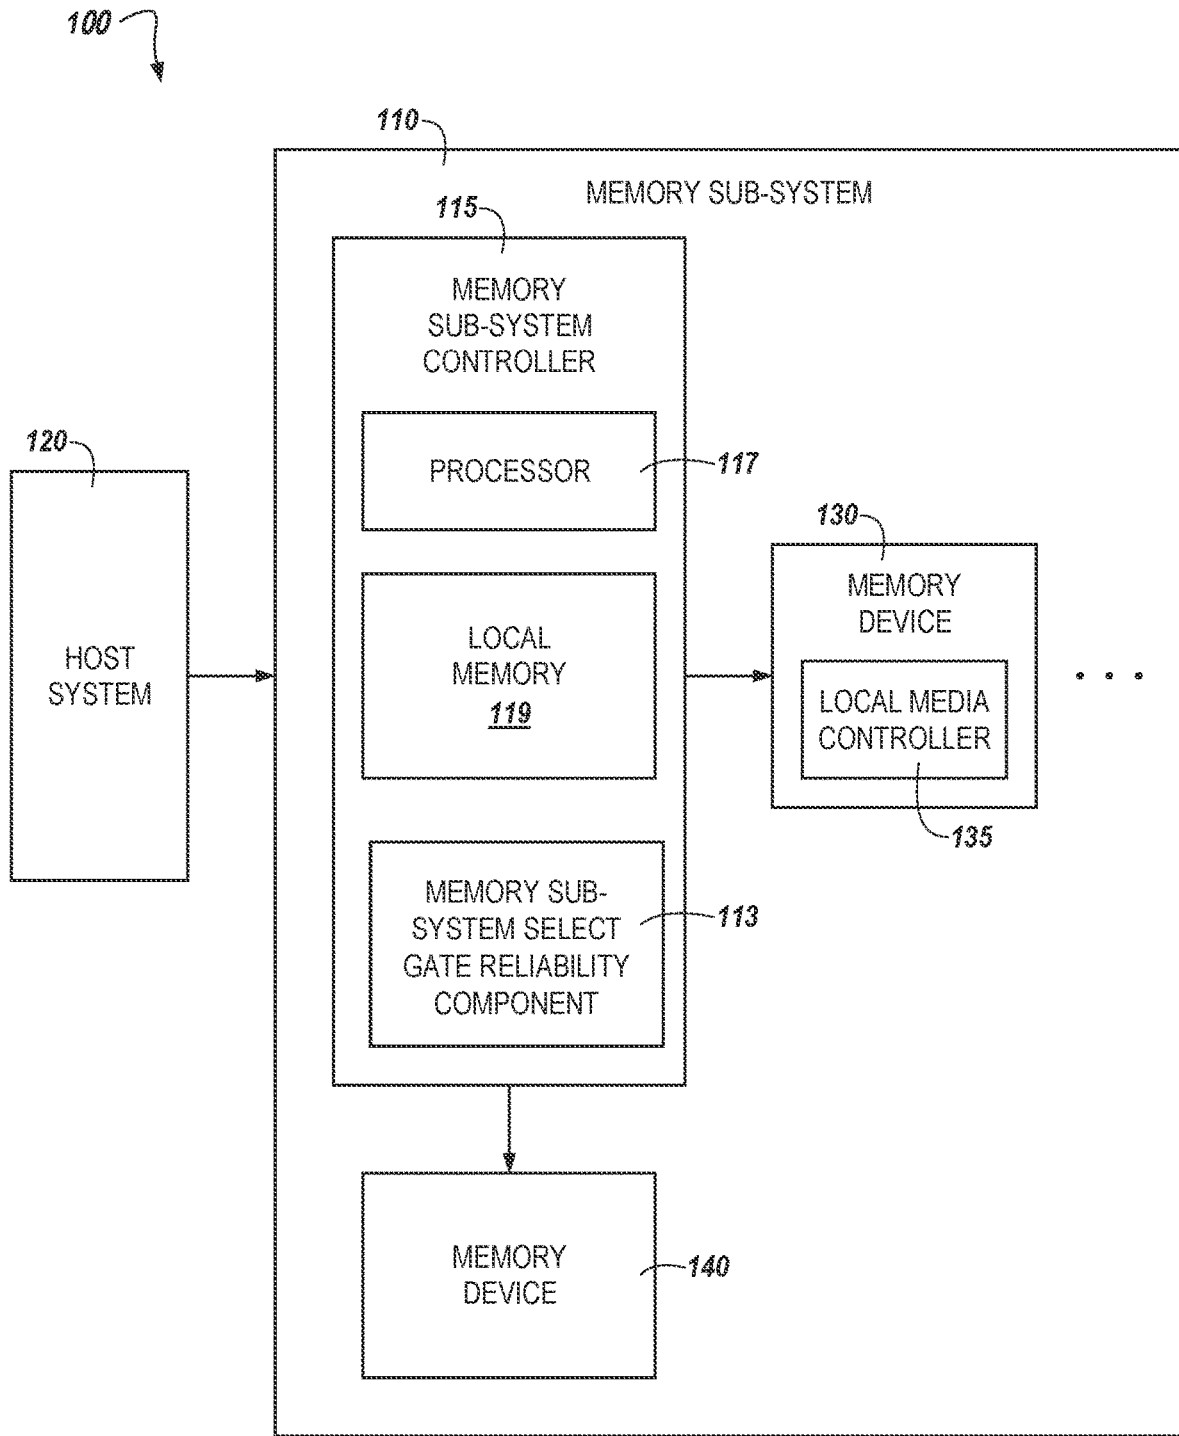 100
110
MEMORY SUB-SYSTEM
115
MEMORY
SUB-SYSTEM
CONTROLLER
PROCESSOR
117
120
HOST
SYSTEM
LOCAL
MEMORY
119
130
MEMORY
DEVICE
LOCAL MEDIA
CONTROLLER
135
. . .
MEMORY SUB-
SYSTEM SELECT
GATE RELIABILITY
COMPONENT
113
MEMORY
DEVICE
140